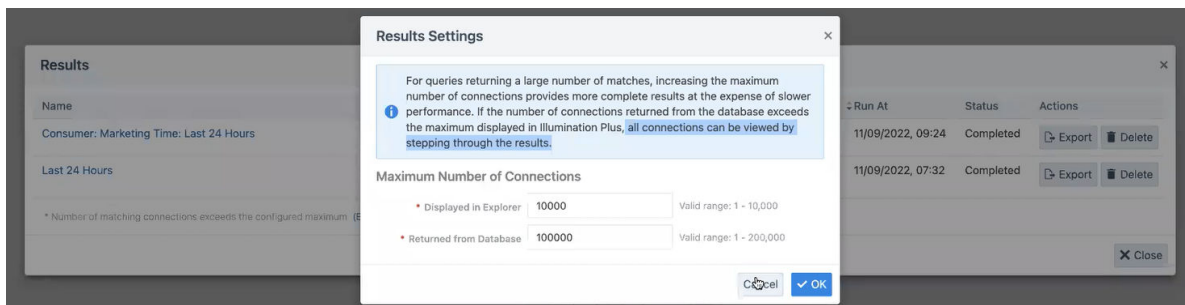 Results Settings
×
For queries returning a large number of matches, increasing the maximum
number of connections provides more complete results at the expense of slower
performance. If the number of connections returned from the database exceeds
the maximum displayed in Illumination Plus, all connections can be viewed by
stepping through the results.
Maximum Number of Connections
* Displayed in Explorer 10000 Valid range: 1 - 10,000
* Returned from Database 100000 Valid range: 1 - 200,000
Cancel OK
Results ×
Name Run At Status Actions
Consumer: Marketing Time: Last 24 Hours 11/09/2022, 09:24 Completed Export Delete
Last 24 Hours 11/09/2022, 07:32 Completed Export Delete
* Number of matching connections exceeds the configured maximum (E
Close